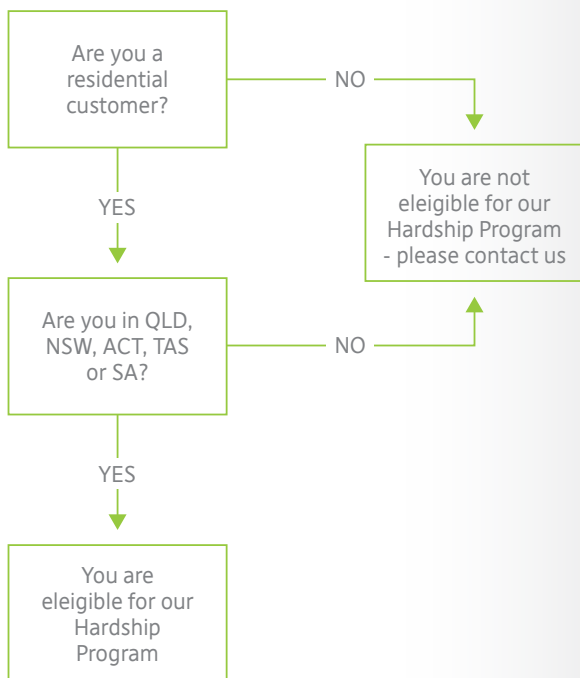 Are you a
residential
customer?
NO
YES
You are not
eleigible for our
Hardship Program
- please contact us
Are you in QLD,
NSW, ACT, TAS
or SA?
NO
YES
You are
eleigible for our
Hardship
Program